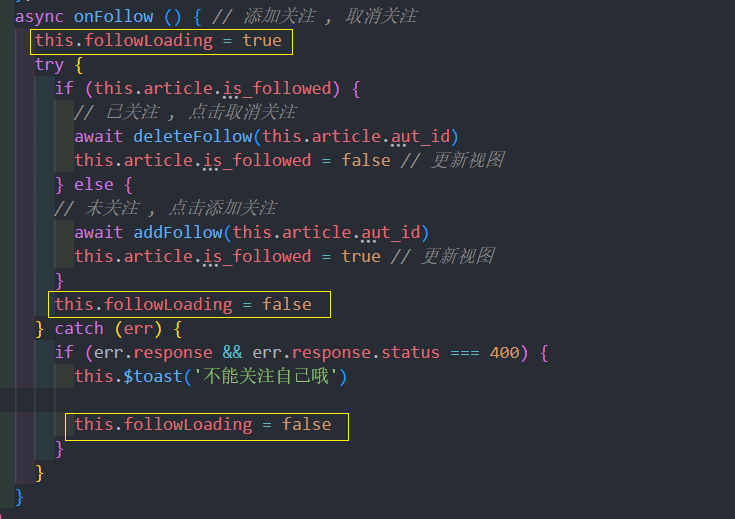 async onFollow () { // 添加关注 , 取消关注
this.followLoading = true
try {
if (this.article.is_followed) {
// 已关注 , 点击取消关注
await deleteFollow(this.article.aut_id)
this.article.is_followed = false // 更新视图
} else {
// 未关注 , 点击添加关注
await addFollow(this.article.aut_id)
this.article.is_followed = true // 更新视图
}
this.followLoading = false
} catch (err) {
if (err.response && err.response.status === 400) {
this.$toast('不能关注自己哦')
this.followLoading = false
}
}
}